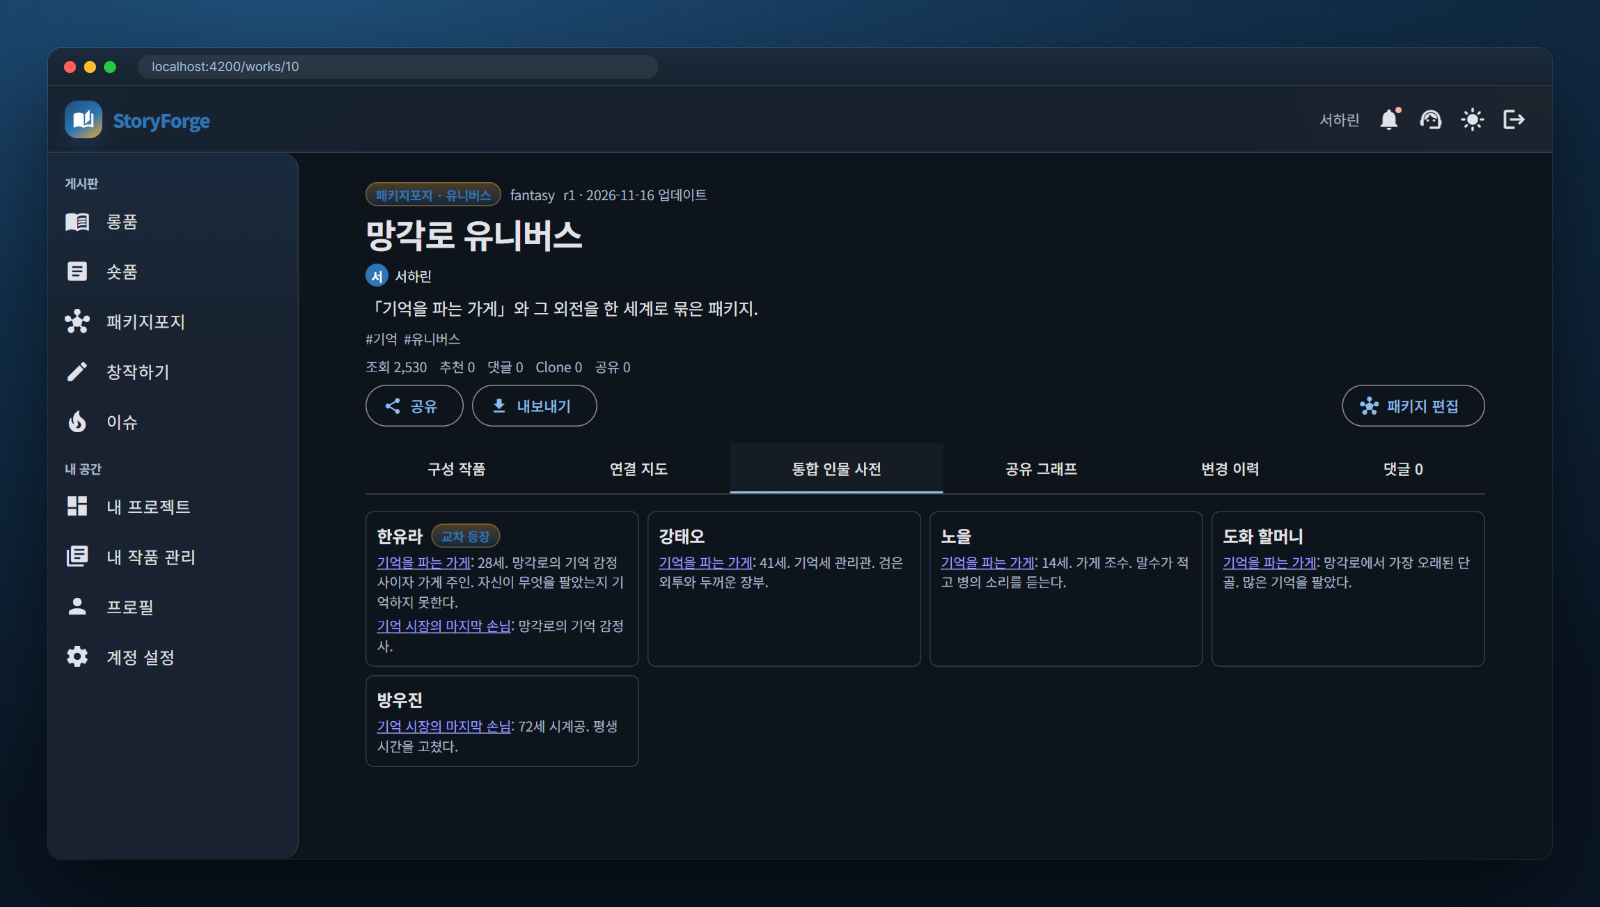 localhost:4200/works/10
StoryForge
서하린
게시판
롱품
숏품
패키지포지
창작하기
이슈
내 공간
내 프로젝트
내 작품 관리
프로필
계정 설정
패키지포지 · 유니버스 fantasy r1 · 2026-11-16 업데이트
망각로 유니버스
서 서하린
「기억을 파는 가게」와 그 외전을 한 세계로 묶은 패키지.
#기억 #유니버스
조회 2,530 추천 0 댓글 0 Clone 0 공유 0
공유 내보내기 패키지 편집
구성 작품 연결 지도 통합 인물 사전 공유 그래프 변경 이력 댓글 0
한유라 교차 등장
기억을 파는 가게: 28세. 망각로의 기억 감정
사이자 가게 주인. 자신이 무엇을 팔았는지 기
억하지 못한다.
기억 시장의 마지막 손님: 망각로의 기억 감정
사.
강태오
기억을 파는 가게: 41세. 기억세 관리관. 검은
외투와 두꺼운 장부.
노을
기억을 파는 가게: 14세. 가게 조수. 말수가 적
고 병의 소리를 듣는다.
도화 할머니
기억을 파는 가게: 망각로에서 가장 오래된 단
골. 많은 기억을 팔았다.
방우진
기억 시장의 마지막 손님: 72세 시계공. 평생
시간을 고쳤다.